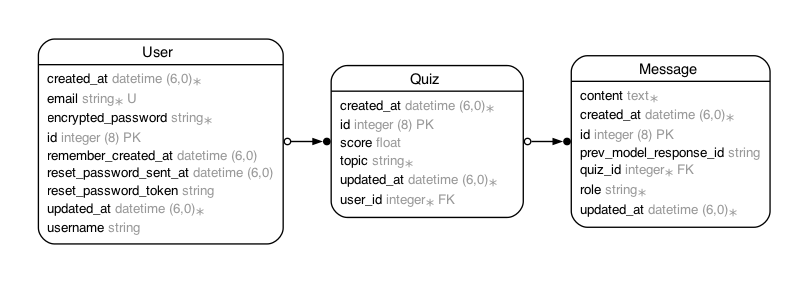 User
created_at datetime (6,0)∗
email string∗ U
encrypted_password string∗
id integer (8) PK
remember_created_at datetime (6,0)
reset_password_sent_at datetime (6,0)
reset_password_token string
updated_at datetime (6,0)∗
username string
Quiz
created_at datetime (6,0)∗
id integer (8) PK
score float
topic string∗
updated_at datetime (6,0)∗
user_id integer∗ FK
Message
content text∗
created_at datetime (6,0)∗
id integer (8) PK
prev_model_response_id string
quiz_id integer∗ FK
role string∗
updated_at datetime (6,0)∗